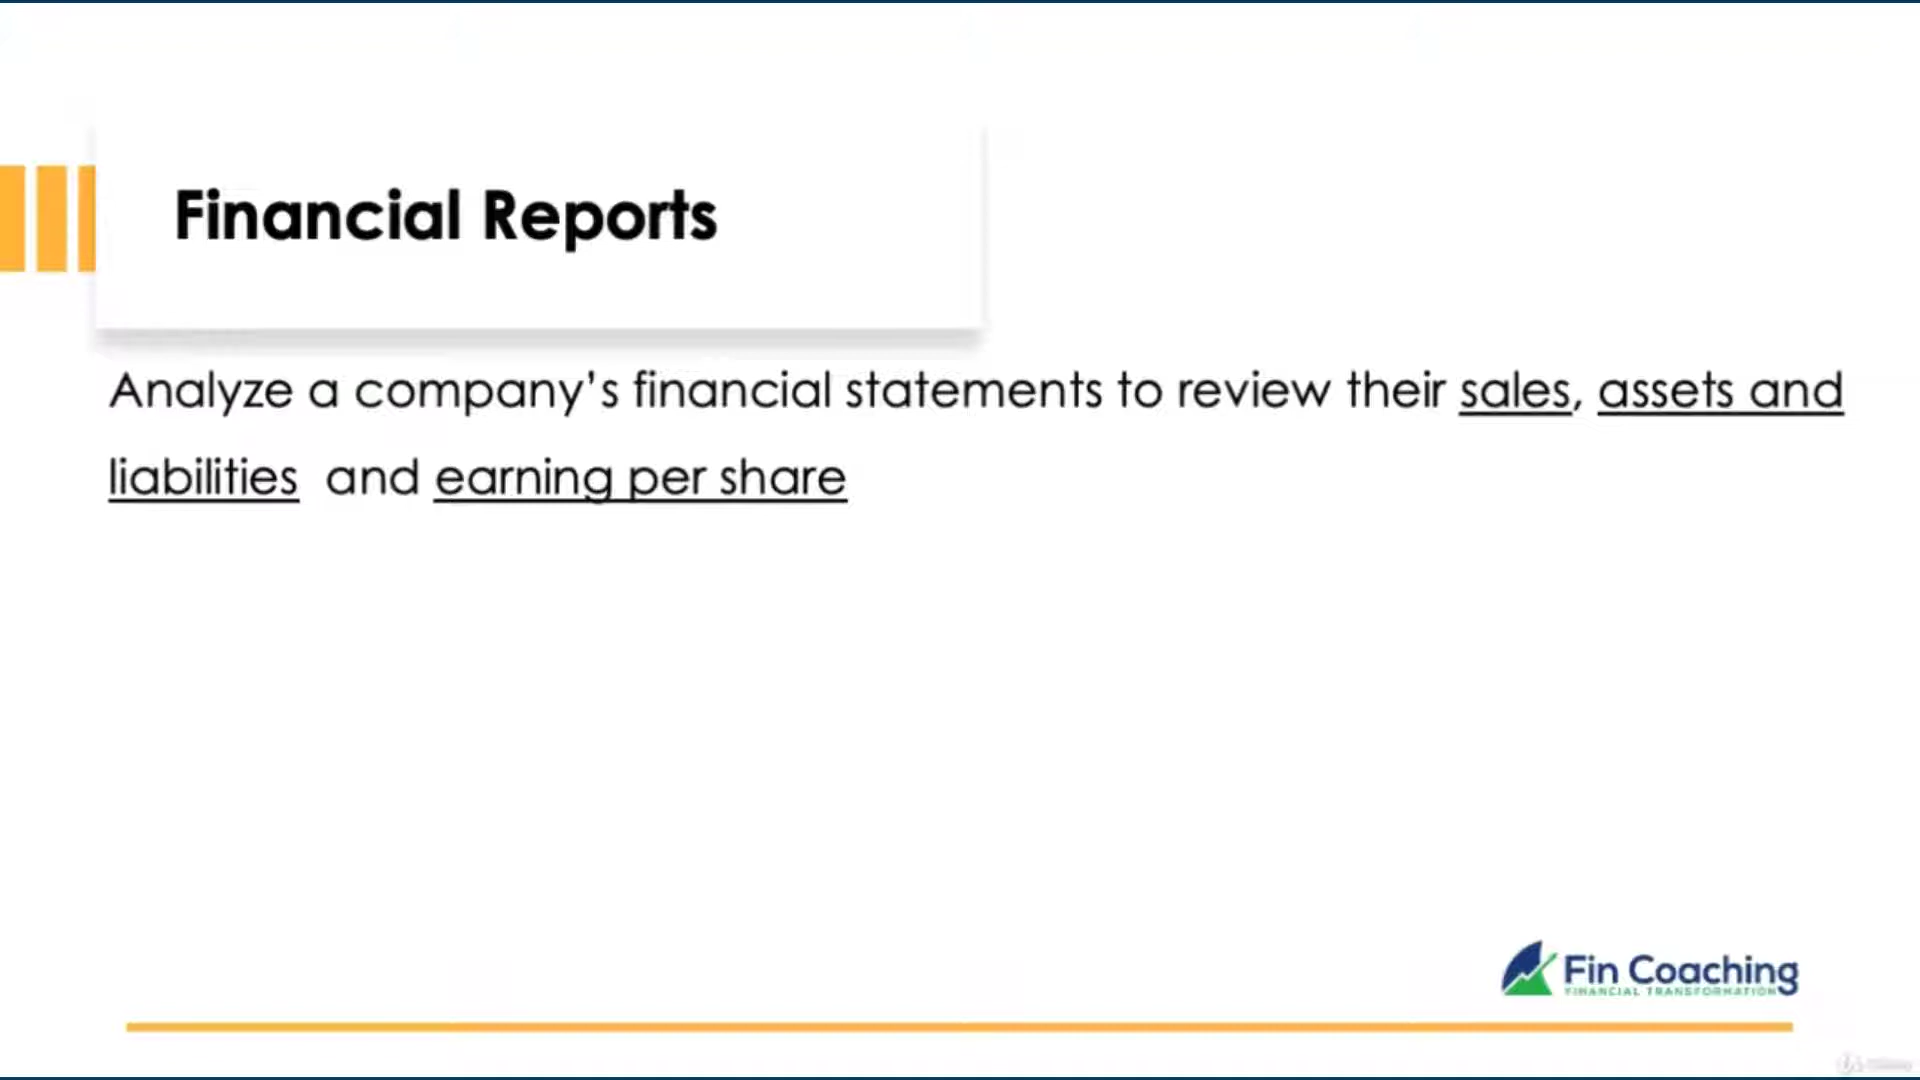 Financial Reports
Analyze a company’s financial statements to review their sales, assets and
liabilities and earning per share
Fin Coaching
FINANCIAL TRANSFORMATION